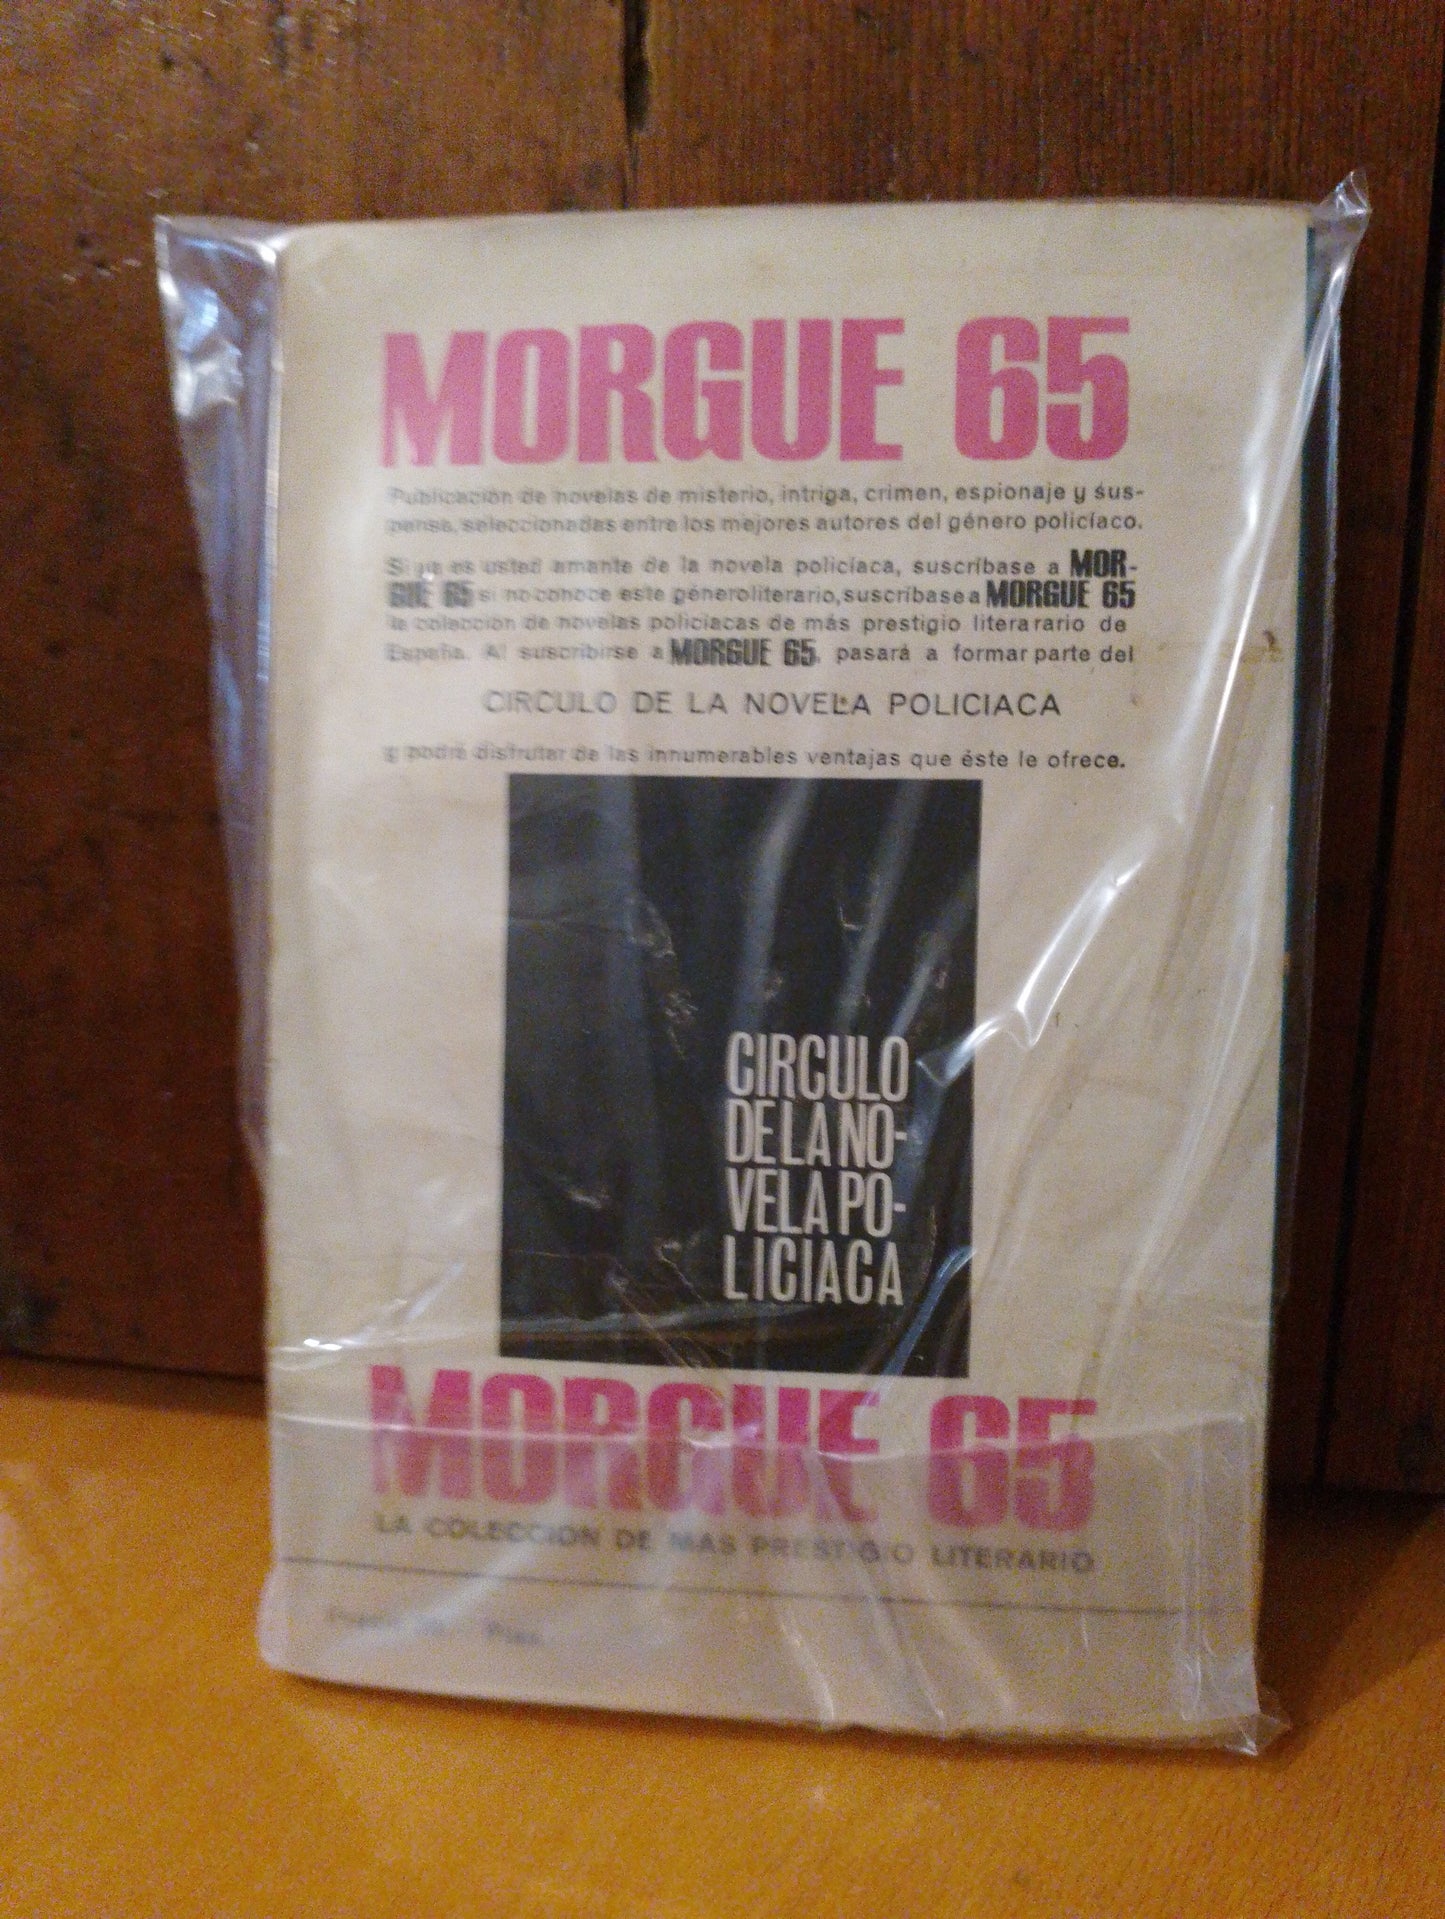 MORGUE 65
Publicación de novelas de misterio, intriga, crimen, espionaje y sus-
pense, seleccionadas entre los mejores autores del género policíaco.
Si ya es usted amante de la novela policíaca, suscríbase a MOR-
GUE 65 si no conoce este género literario, suscríbase a MORGUE 65
la colección de novelas policíacas de más prestigio literarario de
España. Al suscribirse a MORGUE 65, pasará a formar parte del
CIRCULO DE LA NOVELA POLICIACA
y podrá disfrutar de las innumerables ventajas que éste le ofrece.
CIRCULO
DE LA NO-
VELA PO-
LICIACA
MORGUE 65
LA COLECCION DE MAS PRESTIGIO LITERARIO
Ptas.